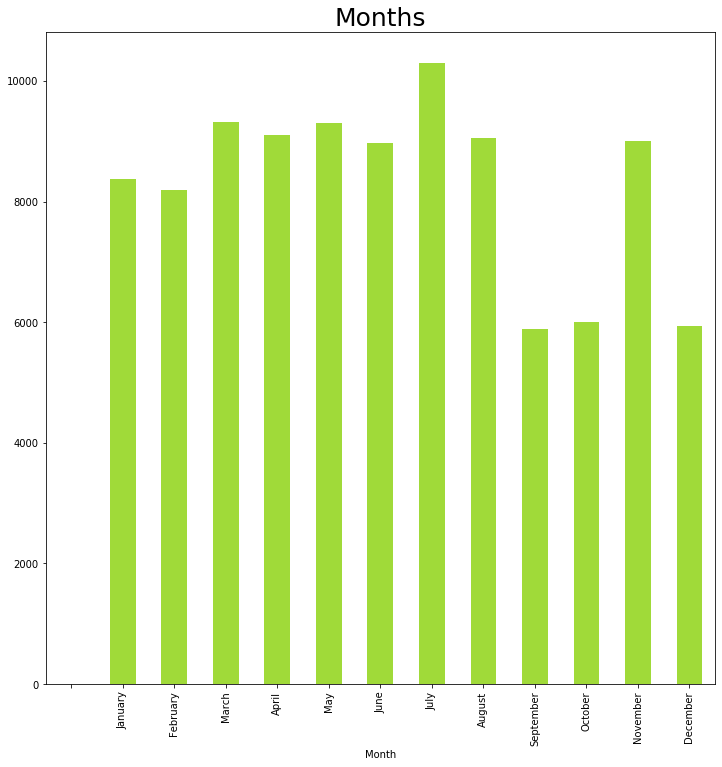 Months
10000
8000
6000
4000
2000
0
January
February
March
April
May
June
July
August
September
October
November
December
Month